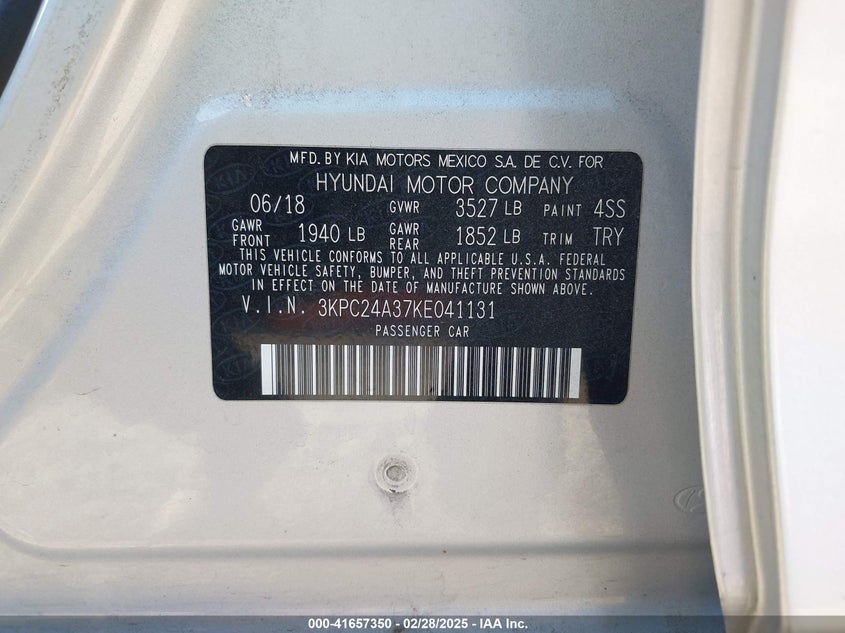 MFD. BY KIA MOTORS MEXICO S.A. DE C.V. FOR
HYUNDAI MOTOR COMPANY
06/18 GVWR 3527 LB PAINT 4SS
GAWR FRONT 1940 LB GAWR REAR 1852 LB TRIM TRY
THIS VEHICLE CONFORMS TO ALL APPLICABLE U.S.A. FEDERAL
MOTOR VEHICLE SAFETY, BUMPER, AND THEFT PREVENTION STANDARDS
IN EFFECT ON THE DATE OF MANUFACTURE SHOWN ABOVE.
V.I.N. 3KPC24A37KE041131
PASSENGER CAR
000-41657350 - 02/28/2025 - IAA Inc.